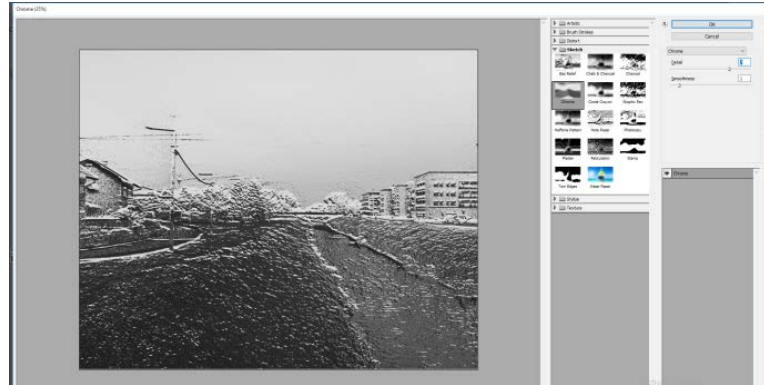 Chrome (25%)
Artistic
Brush Strokes
Distort
Sketch
Bas Relief
Chalk & Charcoal
Charcoal
Chrome
Conté Crayon
Graphic Pen
Halftone Pattern
Note Paper
Photocopy
Plaster
Reticulation
Stamp
Torn Edges
Water Paper
Stylize
Texture
OK
Cancel
Chrome
Detail
Smoothness
Chrome